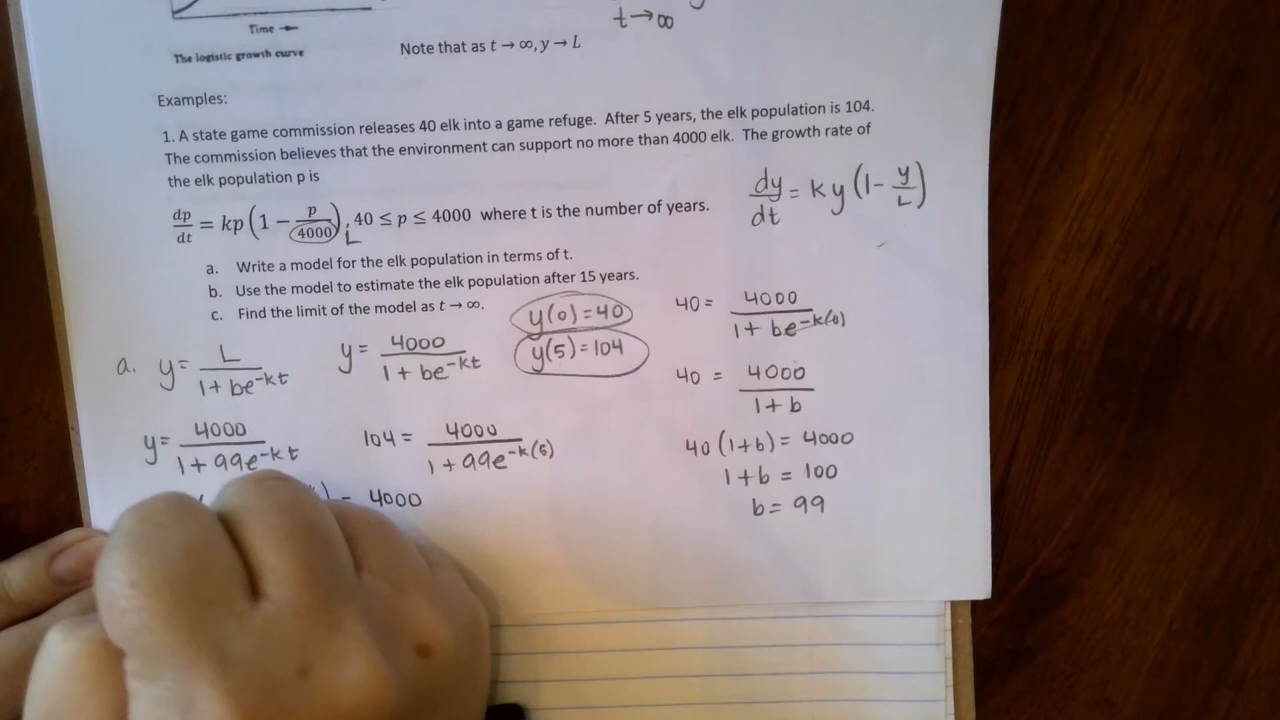 t→∞
Time
The logistic growth curve
Note that as t → ∞, y → L
Examples:
1. A state game commission releases 40 elk into a game refuge. After 5 years, the elk population is 104.
The commission believes that the environment can support no more than 4000 elk. The growth rate of
the elk population p is
dp/dt = kp(1 − p/4000), 40 ≤ p ≤ 4000 where t is the number of years.
L
dy/dt = ky(1- y/L)
a. Write a model for the elk population in terms of t.
b. Use the model to estimate the elk population after 15 years.
c. Find the limit of the model as t → ∞.
y(0)=40
y(5)=104
a. y= L/(1+be^-kt)
y= 4000/(1+be^-kt)
y= 4000/(1+99e^-kt)
104 = 4000/(1+99e^-k(5))
= 4000
40 = 4000/(1+be^-k(0))
40 = 4000/(1+b)
40(1+b)= 4000
1+b = 100
b= 99